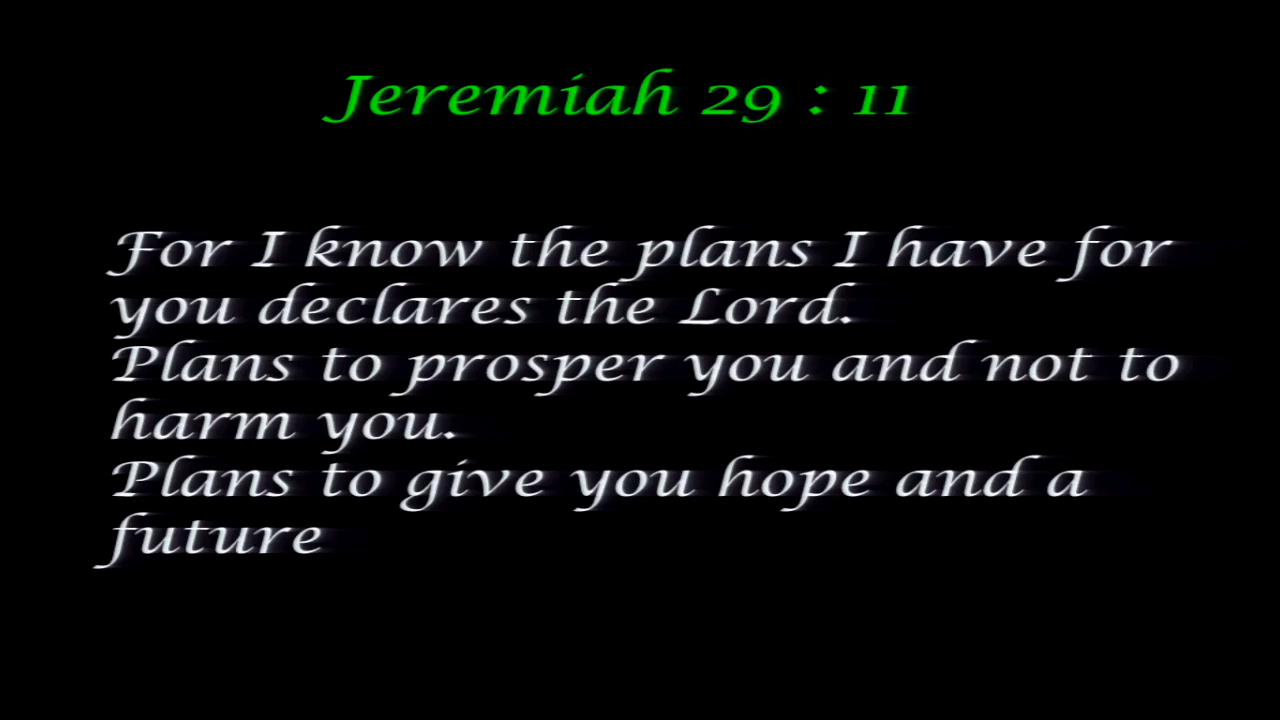 Jeremiah 29 : 11
For I know the plans I have for
you declares the Lord.
Plans to prosper you and not to
harm you.
Plans to give you hope and a
future